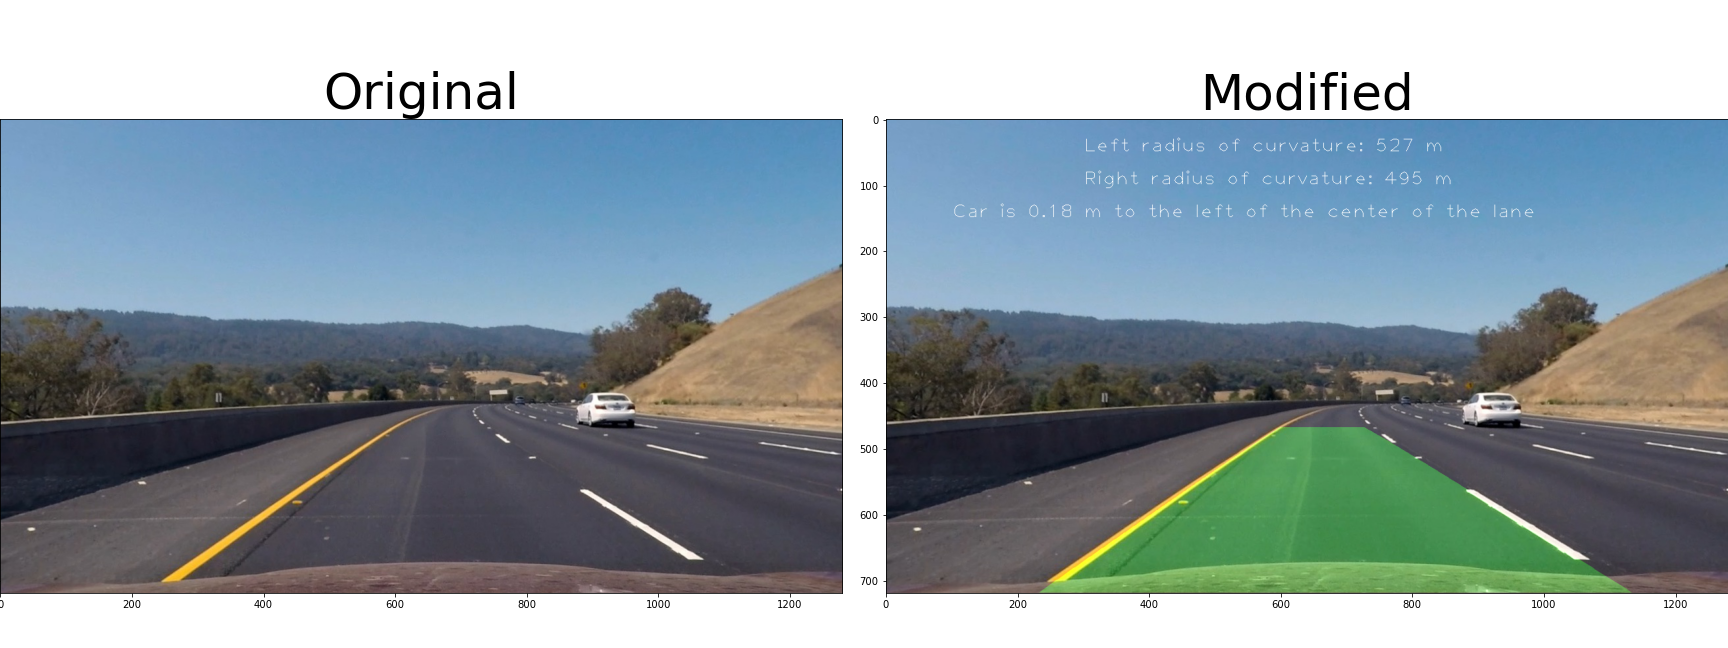 Original
Modified
Left radius of curvature: 527 m
Right radius of curvature: 495 m
Car is 0.18 m to the left of the center of the lane
0
100
200
300
400
500
600
700
0 200 400 600 800 1000 1200
0 200 400 600 800 1000 1200